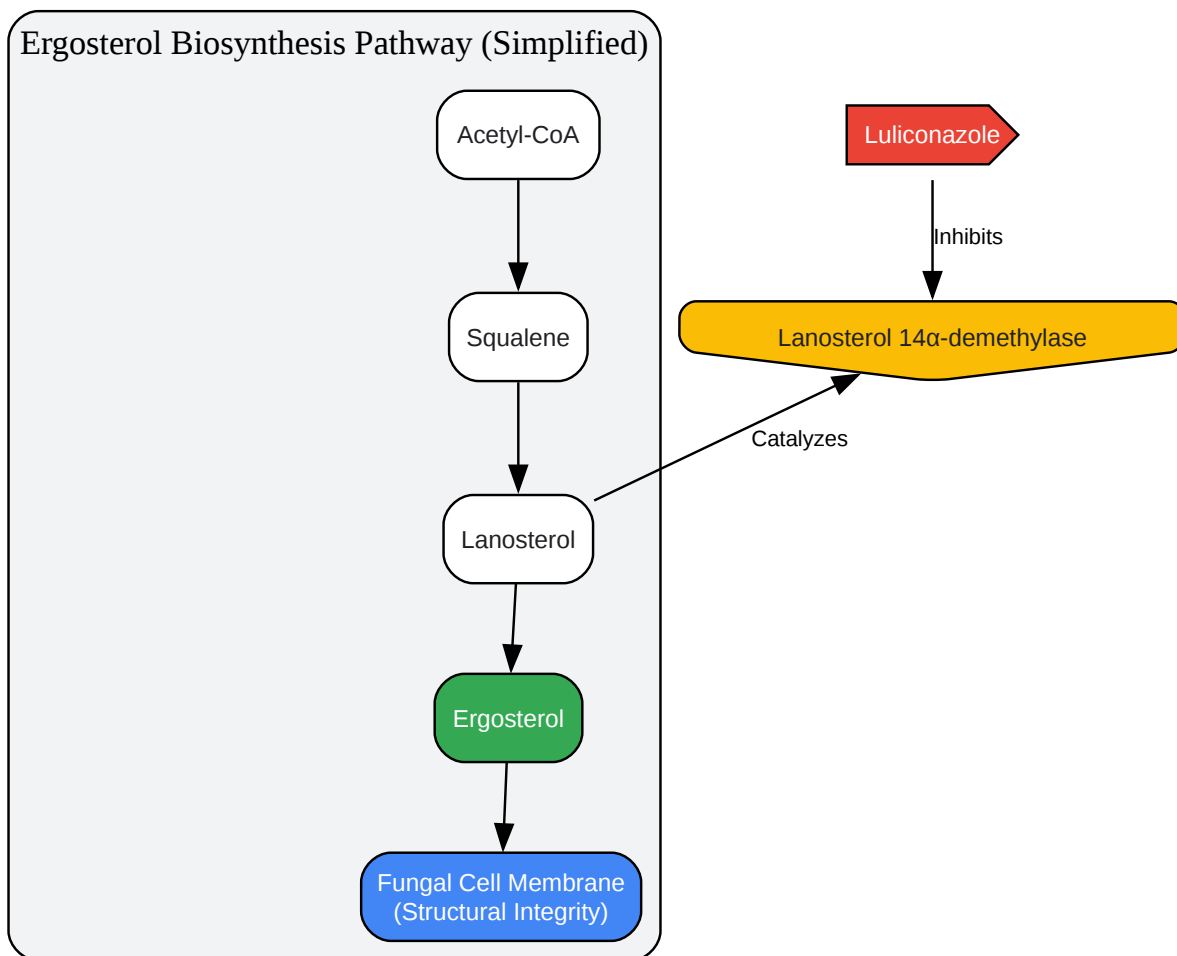 Ergosterol Biosynthesis Pathway (Simplified)
Acetyl-CoA
Luliconazole
Inhibits
Squalene
Lanosterol 14α-demethylase
Catalyzes
Lanosterol
Ergosterol
Fungal Cell Membrane
(Structural Integrity)